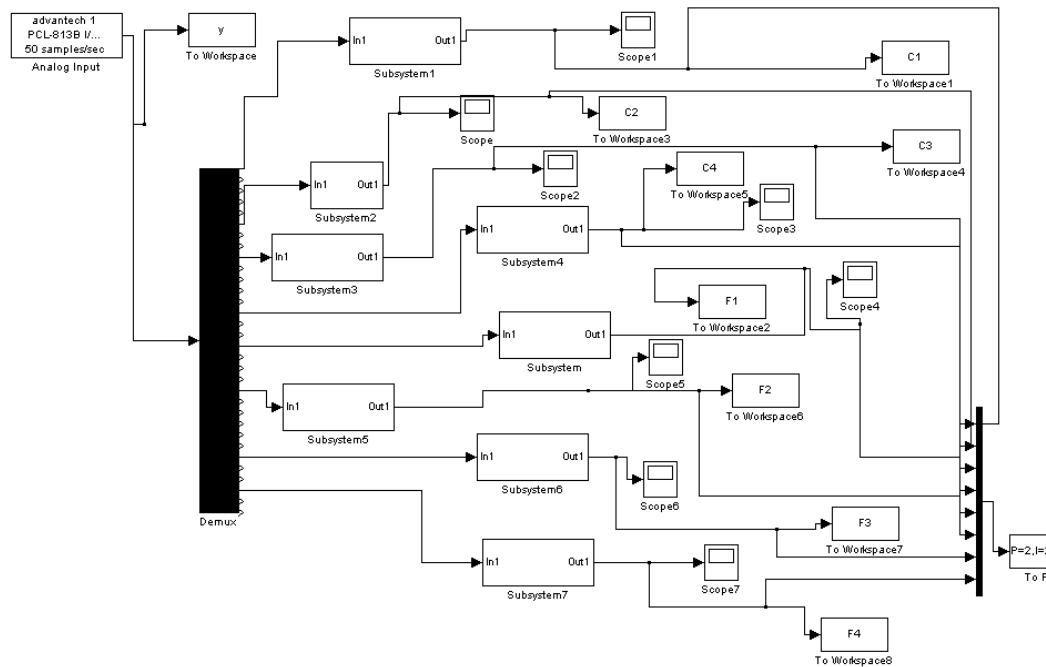 advantech 1
PCL-813B I/...
50 samples/sec
Analog Input
y
To Workspace
In1 Out1
Subsystem1
Scope1
C1
To Workspace1
Scope
C2
To Workspace3
C3
To Workspace4
In1 Out1
Subsystem2
Scope2
C4
To Workspace5
Scope3
In1 Out1
Subsystem3
In1 Out1
Subsystem4
F1
To Workspace2
Scope4
In1 Out1
Subsystem
Scope5
F2
To Workspace6
In1 Out1
Subsystem5
In1 Out1
Subsystem6
Scope6
F3
To Workspace7
Demux
In1 Out1
Subsystem7
Scope7
P=2,I=
To F
F4
To Workspace8